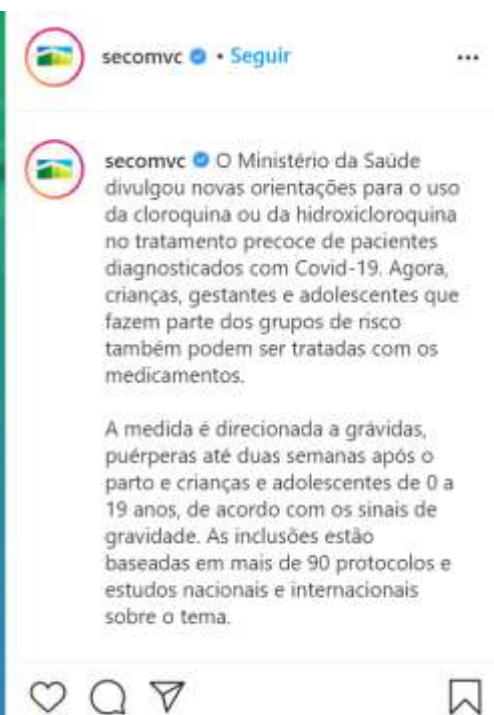 secomvc • Seguir
secomvc O Ministério da Saúde
divulgou novas orientações para o uso
da cloroquina ou da hidroxicloroquina
no tratamento precoce de pacientes
diagnosticados com Covid-19. Agora,
crianças, gestantes e adolescentes que
fazem parte dos grupos de risco
também podem ser tratadas com os
medicamentos.
A medida é direcionada a grávidas,
puérperas até duas semanas após o
parto e crianças e adolescentes de 0 a
19 anos, de acordo com os sinais de
gravidade. As inclusões estão
baseadas em mais de 90 protocolos e
estudos nacionais e internacionais
sobre o tema.